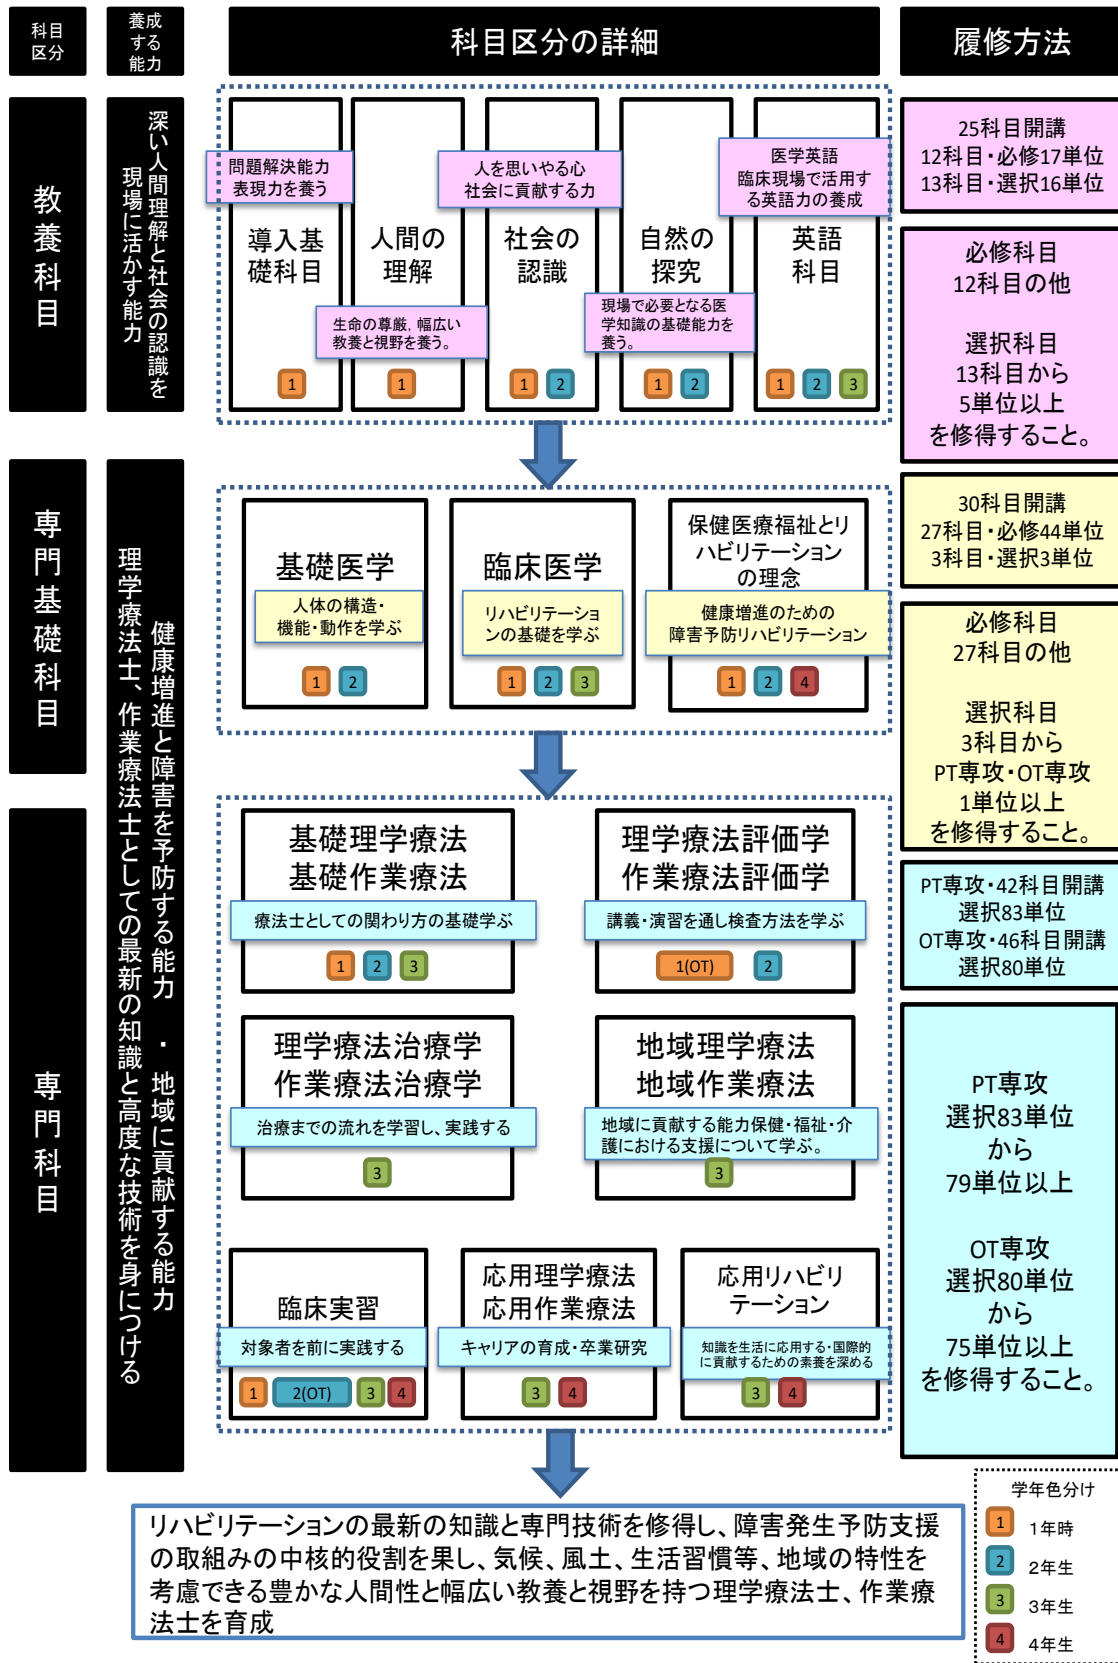 科目
区分
養成
する
能力
科目区分の詳細
履修方法
教養科目
深い人間理解と社会の認識を
現場に活かす能力
問題解決能力
表現力を養う
導入基
礎科目
1
人間の
理解
生命の尊厳, 幅広い
教養と視野を養う。
1
人を思いやる心
社会に貢献する力
社会の
認識
1 2
自然の
探究
現場で必要となる医
学知識の基礎能力を
養う。
1 2
医学英語
臨床現場で活用す
る英語力の養成
英語
科目
1 2 3
25科目開講
12科目・必修17単位
13科目・選択16単位
必修科目
12科目の他
選択科目
13科目から
5単位以上
を修得すること。
専門基礎科目
健康増進と障害を予防する能力 ・ 地域に貢献する能力
理学療法士、作業療法士としての最新の知識と高度な技術を身につける
基礎医学
人体の構造・
機能・動作を学ぶ
1 2
臨床医学
リハビリテーショ
ンの基礎を学ぶ
1 2 3
保健医療福祉とリ
ハビリテーション
の理念
健康増進のための
障害予防リハビリテーション
1 2 4
30科目開講
27科目・必修44単位
3科目・選択3単位
必修科目
27科目の他
選択科目
3科目から
PT専攻・OT専攻
1単位以上
を修得すること。
専門科目
基礎理学療法
基礎作業療法
療法士としての関わり方の基礎学ぶ
1 2 3
理学療法評価学
作業療法評価学
講義・演習を通し検査方法を学ぶ
1(OT) 2
理学療法治療学
作業療法治療学
治療までの流れを学習し、実践する
3
地域理学療法
地域作業療法
地域に貢献する能力保健・福祉・介
護における支援について学ぶ。
3
臨床実習
対象者を前に実践する
1 2(OT) 3 4
応用理学療法
応用作業療法
キャリアの育成・卒業研究
3 4
応用リハビリ
テーション
知識を生活に応用する・国際的
に貢献するための素養を深める
3 4
PT専攻・42科目開講
選択83単位
OT専攻・46科目開講
選択80単位
PT専攻
選択83単位
から
79単位以上
OT専攻
選択80単位
から
75単位以上
を修得すること。
リハビリテーションの最新の知識と専門技術を修得し、障害発生予防支援
の取組みの中核的役割を果し、気候、風土、生活習慣等、地域の特性を
考慮できる豊かな人間性と幅広い教養と視野を持つ理学療法士、作業療
法士を育成
学年色分け
1 1年時
2 2年生
3 3年生
4 4年生